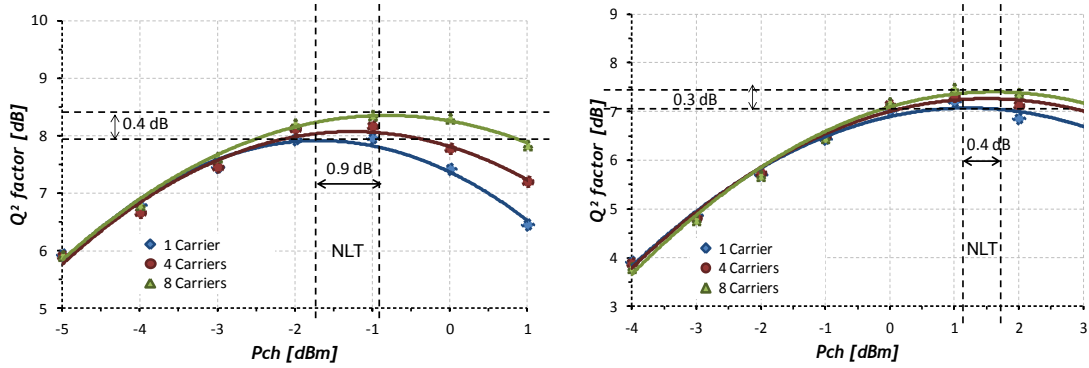 10
9
8
7
6
5
Q² factor [dB]
0.4 dB
0.9 dB
NLT
1 Carrier
4 Carriers
8 Carriers
-5 -4 -3 -2 -1 0 1
Pch [dBm]
9
8
7
6
5
4
3
Q² factor [dB]
0.3 dB
0.4 dB
NLT
1 Carrier
4 Carriers
8 Carriers
-4 -3 -2 -1 0 1 2 3
Pch [dBm]